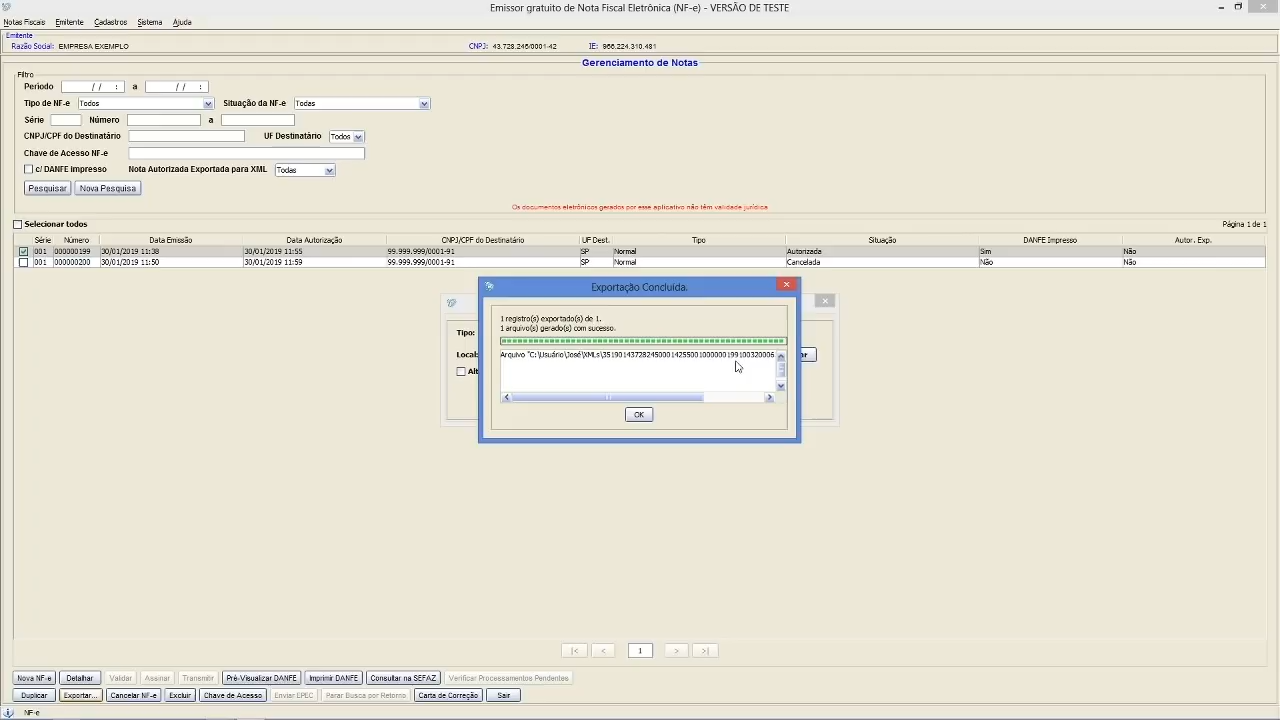 Emissor gratuito de Nota Fiscal Eletrônica (NF-e) - VERSÃO DE TESTE
Notas Fiscais Emitente Cadastros Sistema Ajuda
Emitente
Razão Social: EMPRESA EXEMPLO CNPJ: 43.728.245/0001-42 IE: 966.224.310.481
Gerenciamento de Notas
Filtro
Período / / : a / / :
Tipo de NF-e Todos Situação da NF-e Todas
Série Número a
CNPJ/CPF do Destinatário UF Destinatário Todos
Chave de Acesso NF-e
c/ DANFE impresso Nota Autorizada Exportada para XML Todas
Pesquisar Nova Pesquisa
Os documentos eletrônicos gerados por esse aplicativo não têm validade jurídica
Selecionar todos Página 1 de 1
Série Número Data Emissão Data Autorização CNPJ/CPF do Destinatário UF Dest. Tipo Situação DANFE Impresso Autor. Exp.
001 000000199 30/01/2019 11:38 30/01/2019 11:55 99.999.999/0001-91 SP Normal Autorizada Sim Não
001 000000200 30/01/2019 11:50 30/01/2019 11:59 99.999.999/0001-91 SP Normal Cancelada Não Não
Exportação Concluída.
1 registro(s) exportado(s) de 1.
1 arquivo(s) gerado(s) com sucesso.
Tipo:
Local:
Arquivo "C:\Usuário\José\XMLs\3519014372824500014255001000000199100320006
Alt
OK
|< < 1 > >|
Nova NF-e Detalhar Validar Assinar Transmitir Pré-Visualizar DANFE Imprimir DANFE Consultar na SEFAZ Verificar Processamentos Pendentes
Duplicar Exportar... Cancelar NF-e Excluir Chave de Acesso Enviar EPEC Parar Busca por Retorno Carta de Correção Sair
NF-e